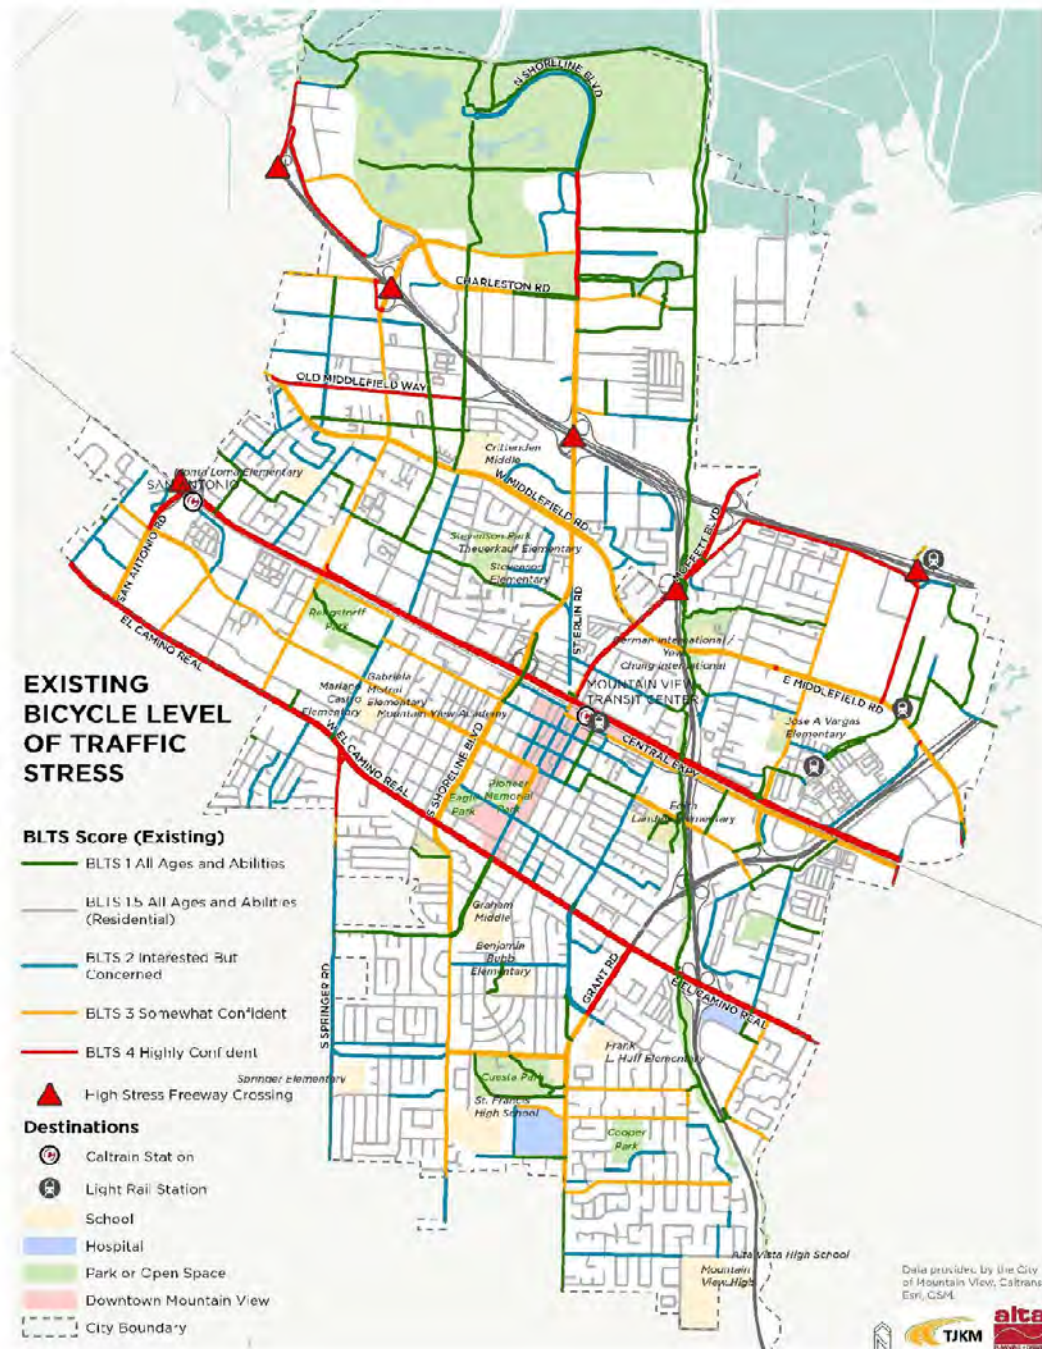 N SHORELINE BLVD
CHARLESTON RD
OLD MIDDLEFIELD WAY
Crittenden
Middle
Monta Loma Elementary
SAN ANTONIO
W MIDDLEFIELD RD
MOFFETT BLVD
Stevenson Park
Theuerkauf Elementary
Stevenson
Elementary
SAN ANTONIO RD
Rengstorff
Park
ST ERLIN RD
EL CAMINO REAL
German International /
Yew
Chung International
MOUNTAIN VIEW
TRANSIT CENTER
E MIDDLEFIELD RD
Gabriela
Mistral
Elementary
Mariano
Castro
Elementary
Mountain View Academy
Jose A Vargas
Elementary
W EL CAMINO REAL
S SHORELINE BLVD
CENTRAL EXPY
Eagle
Park
Pioneer
Memorial
Park
Edith
Landels Elementary
EXISTING
BICYCLE LEVEL
OF TRAFFIC
STRESS
Graham
Middle
Benjamin
Bubb
Elementary
GRANT RD
E EL CAMINO REAL
S SPRINGER RD
Frank
L. Huff Elementary
Springer Elementary
Cuesta Park
St. Francis
High School
Cooper
Park
Alta Vista High School
Mountain
View High
BLTS Score (Existing)
BLTS 1 All Ages and Abilities
BLTS 1.5 All Ages and Abilities
(Residential)
BLTS 2 Interested But
Concerned
BLTS 3 Somewhat Confident
BLTS 4 Highly Confident
High Stress Freeway Crossing
Destinations
Caltrain Station
Light Rail Station
School
Hospital
Park or Open Space
Downtown Mountain View
City Boundary
Data provided by the City
of Mountain View, Caltrans,
Esri, OSM.
TJKM
alta